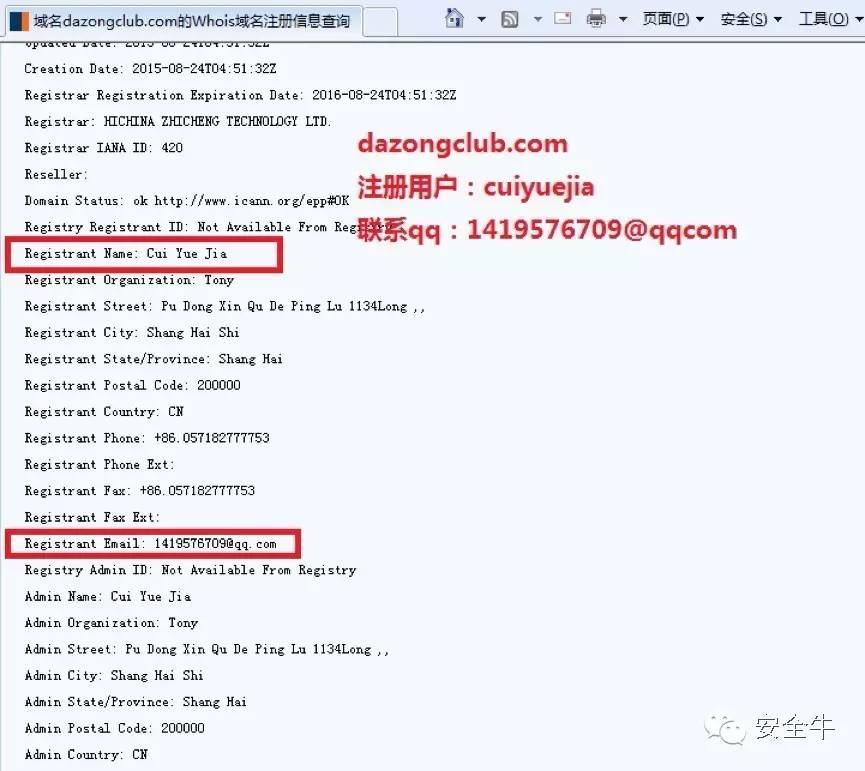 域名dazongclub.com的Whois域名注册信息查询
页面(P) 安全(S) 工具(O)
Updated Date: 2015-08-24T04:51:32Z
Creation Date: 2015-08-24T04:51:32Z
Registrar Registration Expiration Date: 2016-08-24T04:51:32Z
Registrar: HICHINA ZHICHENG TECHNOLOGY LTD.
Registrar IANA ID: 420
Reseller:
Domain Status: ok http://www.icann.org/epp#OK
Registry Registrant ID: Not Available From
dazongclub.com
注册用户：cuiyuejia
联系qq：1419576709@qqcom
Registrant Name: Cui Yue Jia
Registrant Organization: Tony
Registrant Street: Pu Dong Xin Qu De Ping Lu 1134Long ,,
Registrant City: Shang Hai Shi
Registrant State/Province: Shang Hai
Registrant Postal Code: 200000
Registrant Country: CN
Registrant Phone: +86.057182777753
Registrant Phone Ext:
Registrant Fax: +86.057182777753
Registrant Fax Ext:
Registrant Email: 1419576709@qq.com
Registry Admin ID: Not Available From Registry
Admin Name: Cui Yue Jia
Admin Organization: Tony
Admin Street: Pu Dong Xin Qu De Ping Lu 1134Long ,,
Admin City: Shang Hai Shi
Admin State/Province: Shang Hai
Admin Postal Code: 200000
Admin Country: CN
安全牛